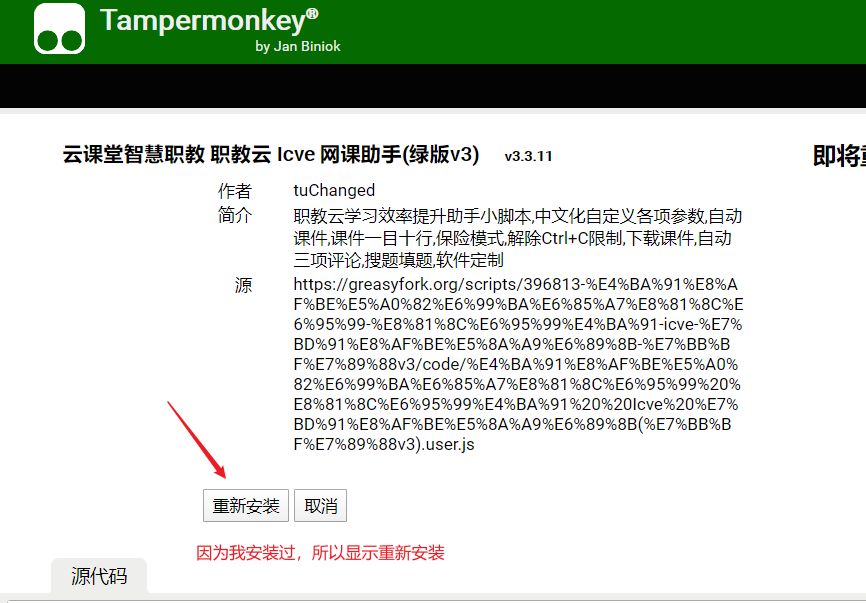 Tampermonkey®
by Jan Biniok
云课堂智慧职教 职教云 Icve 网课助手(绿版v3) v3.3.11
即将
作者 tuChanged
简介 职教云学习效率提升助手小脚本,中文化自定义各项参数,自动
课件,课件一目十行,保险模式,解除Ctrl+C限制,下载课件,自动
三项评论,搜题填题,软件定制
源 https://greasyfork.org/scripts/396813-%E4%BA%91%E8%A
F%BE%E5%A0%82%E6%99%BA%E6%85%A7%E8%81%8C%E
6%95%99-%E8%81%8C%E6%95%99%E4%BA%91-icve-%E7%
BD%91%E8%AF%BE%E5%8A%A9%E6%89%8B-%E7%BB%B
F%E7%89%88v3/code/%E4%BA%91%E8%AF%BE%E5%A0%
82%E6%99%BA%E6%85%A7%E8%81%8C%E6%95%99%20%
E8%81%8C%E6%95%99%E4%BA%91%20%20Icve%20%E7%
BD%91%E8%AF%BE%E5%8A%A9%E6%89%8B(%E7%BB%B
F%E7%89%88v3).user.js
重新安装 取消
因为我安装过，所以显示重新安装
源代码